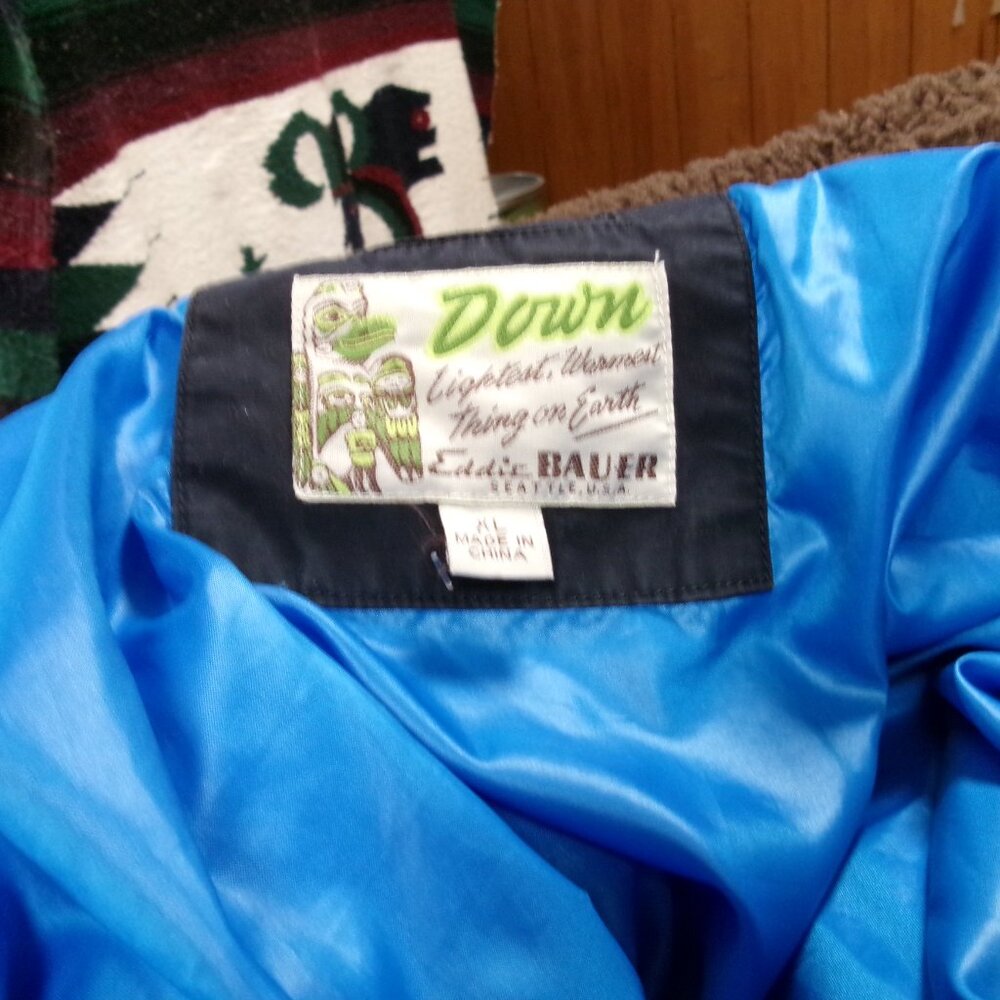 Down
Lightest, Warmest
Thing on Earth
Eddie BAUER
SEATTLE, U.S.A.
XL
MADE IN
CHINA